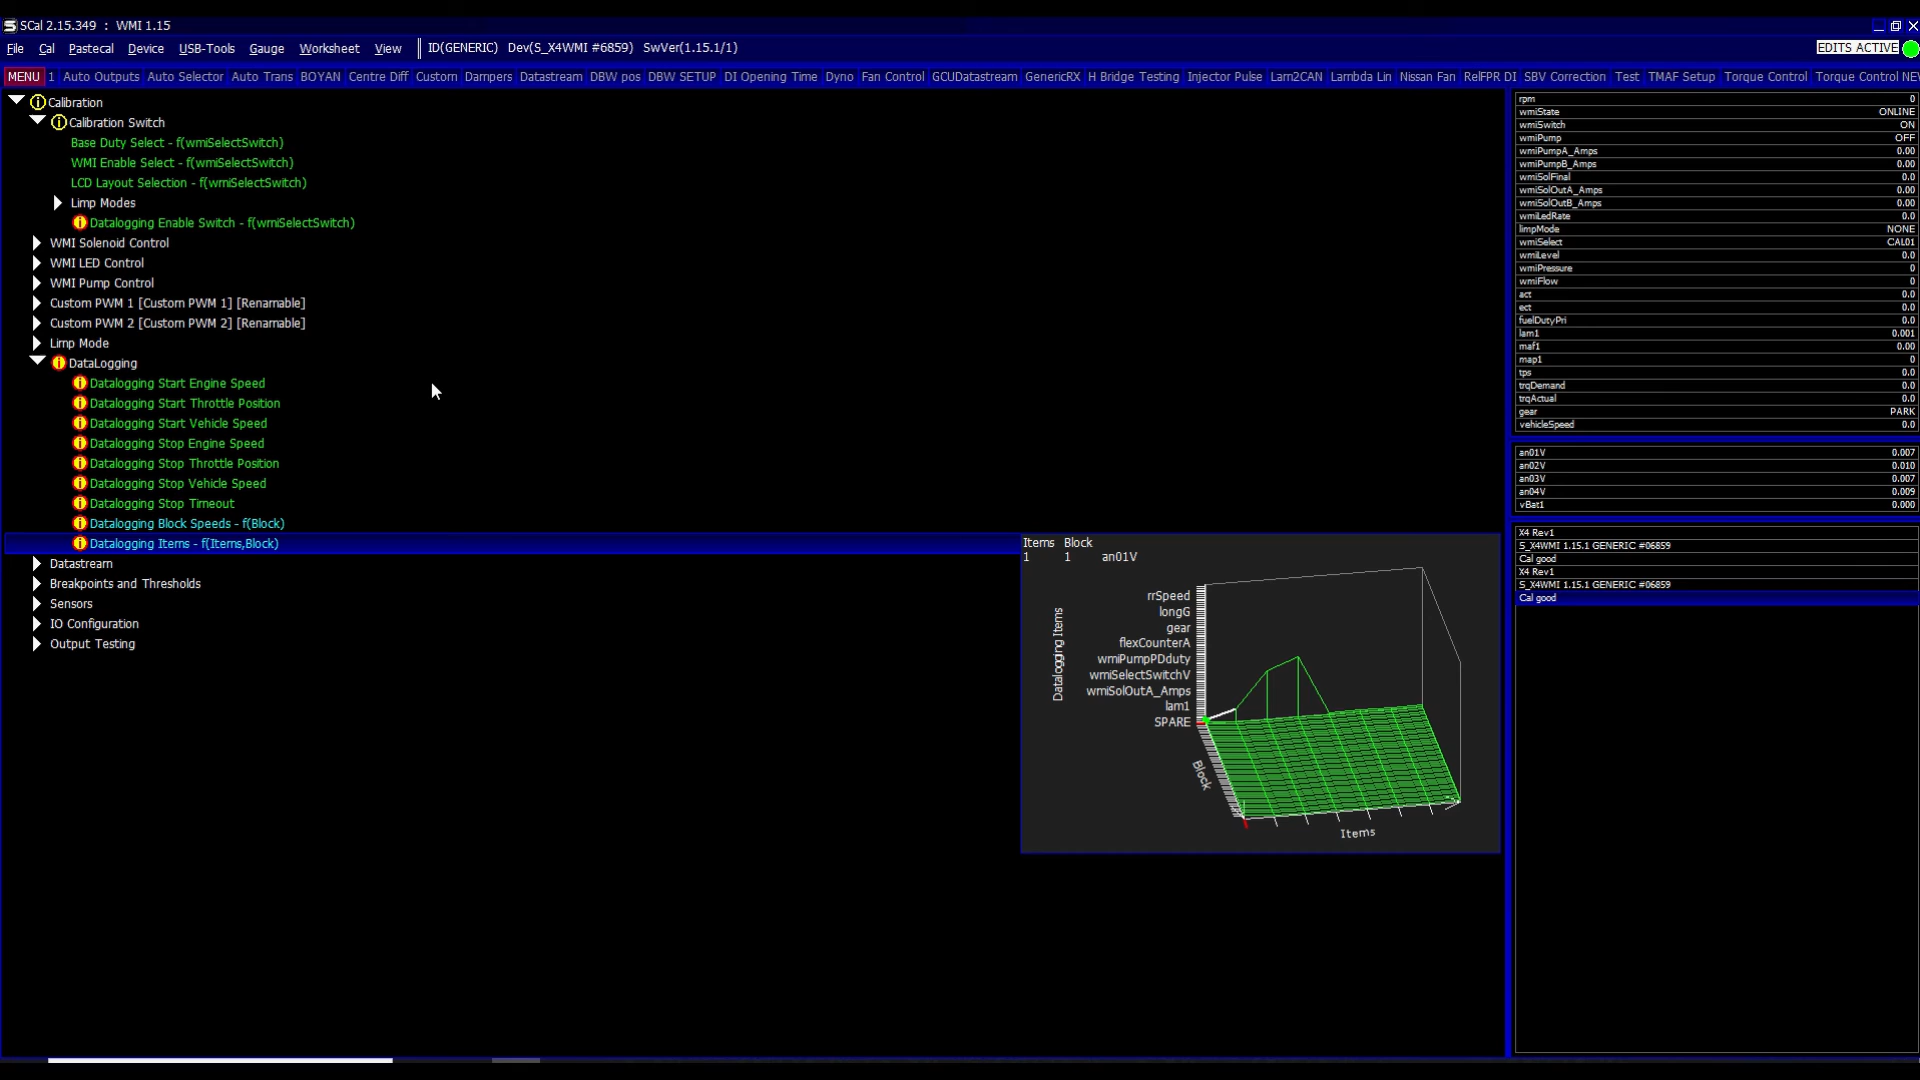 SCal 2.15.349 : WMI 1.15
File Cal Pastecal Device USB-Tools Gauge Worksheet View ID(GENERIC) Dev(S_X4WMI #6859) SwVer(1.15.1/1) EDITS ACTIVE
MENU 1 Auto Outputs Auto Selector Auto Trans BOYAN Centre Diff Custom Dampers Datastream DBW pos DBW SETUP DI Opening Time Dyno Fan Control GCUDatastream GenericRX H Bridge Testing Injector Pulse Lam2CAN Lambda Lin Nissan Fan RelFPR DI SBV Correction Test TMAF Setup Torque Control Torque Control NEV
Calibration
Calibration Switch
Base Duty Select - f(wmiSelectSwitch)
WMI Enable Select - f(wmiSelectSwitch)
LCD Layout Selection - f(wmiSelectSwitch)
Limp Modes
Datalogging Enable Switch - f(wmiSelectSwitch)
WMI Solenoid Control
WMI LED Control
WMI Pump Control
Custom PWM 1 [Custom PWM 1] [Renamable]
Custom PWM 2 [Custom PWM 2] [Renamable]
Limp Mode
DataLogging
Datalogging Start Engine Speed
Datalogging Start Throttle Position
Datalogging Start Vehicle Speed
Datalogging Stop Engine Speed
Datalogging Stop Throttle Position
Datalogging Stop Vehicle Speed
Datalogging Stop Timeout
Datalogging Block Speeds - f(Block)
Datalogging Items - f(Items,Block)
Datastream
Breakpoints and Thresholds
Sensors
IO Configuration
Output Testing
Items Block
1 1 an01V
rrSpeed
longG
gear
flexCounterA
wmiPumpPDduty
wmiSelectSwitchV
wmiSolOutA_Amps
lam1
SPARE
Datalogging Items
Block
Items
rpm 0
wmiState ONLINE
wmiSwitch ON
wmiPump OFF
wmiPumpA_Amps 0.00
wmiPumpB_Amps 0.00
wmiSolFinal 0.0
wmiSolOutA_Amps 0.00
wmiSolOutB_Amps 0.00
wmiLedRate 0.0
limpMode NONE
wmiSelect CAL01
wmiLevel 0.0
wmiPressure 0
wmiFlow 0
act 0.0
ect 0.0
fuelDutyPri 0.0
lam1 0.001
maf1 0.00
map1 0
tps 0.0
trqDemand 0.0
trqActual 0.0
gear PARK
vehicleSpeed 0.0
an01V 0.007
an02V 0.010
an03V 0.007
an04V 0.009
vBat1 0.000
X4 Rev1
S_X4WMI 1.15.1 GENERIC #06859
Cal good
X4 Rev1
S_X4WMI 1.15.1 GENERIC #06859
Cal good